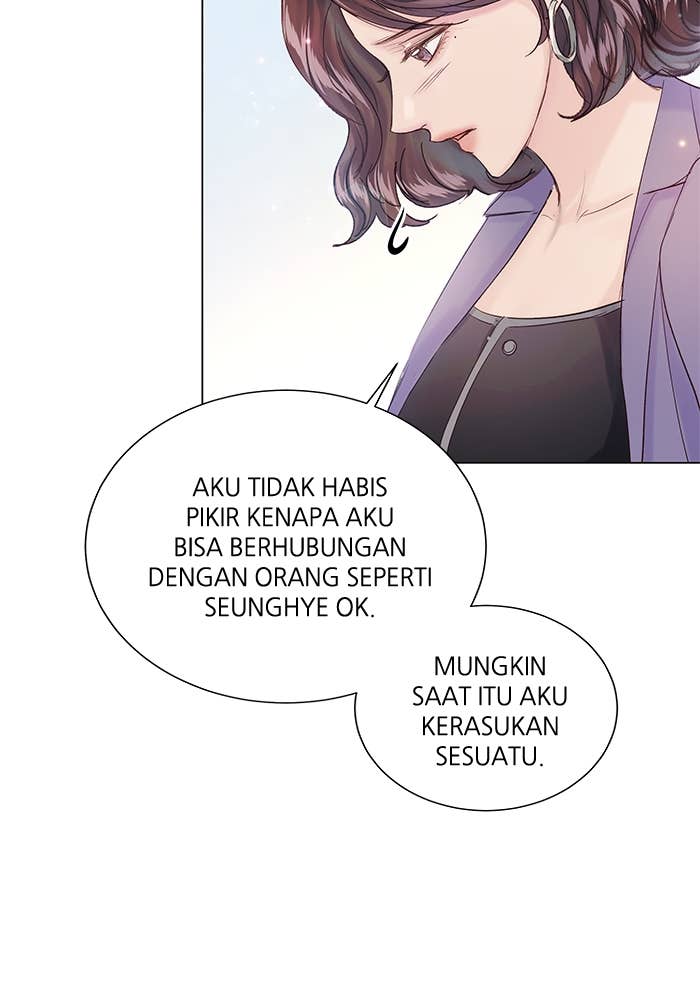 AKU TIDAK HABIS
PIKIR KENAPA AKU
BISA BERHUBUNGAN
DENGAN ORANG SEPERTI
SEUNGHYE OK.
MUNGKIN
SAAT ITU AKU
KERASUKAN
SESUATU.